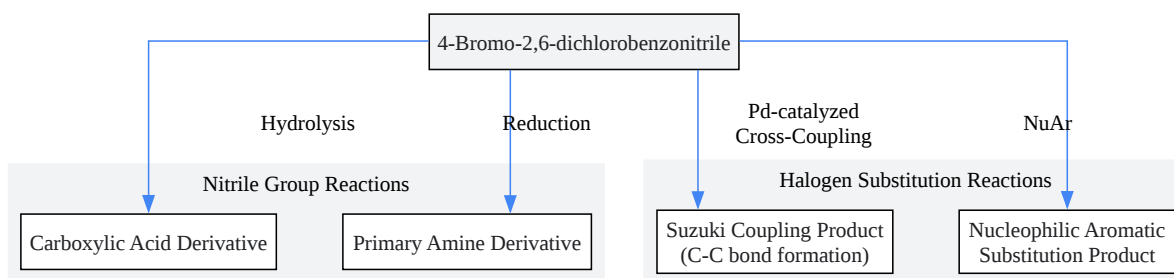 4-Bromo-2,6-dichlorobenzonitrile
Hydrolysis
Reduction
Pd-catalyzed
Cross-Coupling
NuAr
Nitrile Group Reactions
Halogen Substitution Reactions
Carboxylic Acid Derivative
Primary Amine Derivative
Suzuki Coupling Product
(C-C bond formation)
Nucleophilic Aromatic
Substitution Product